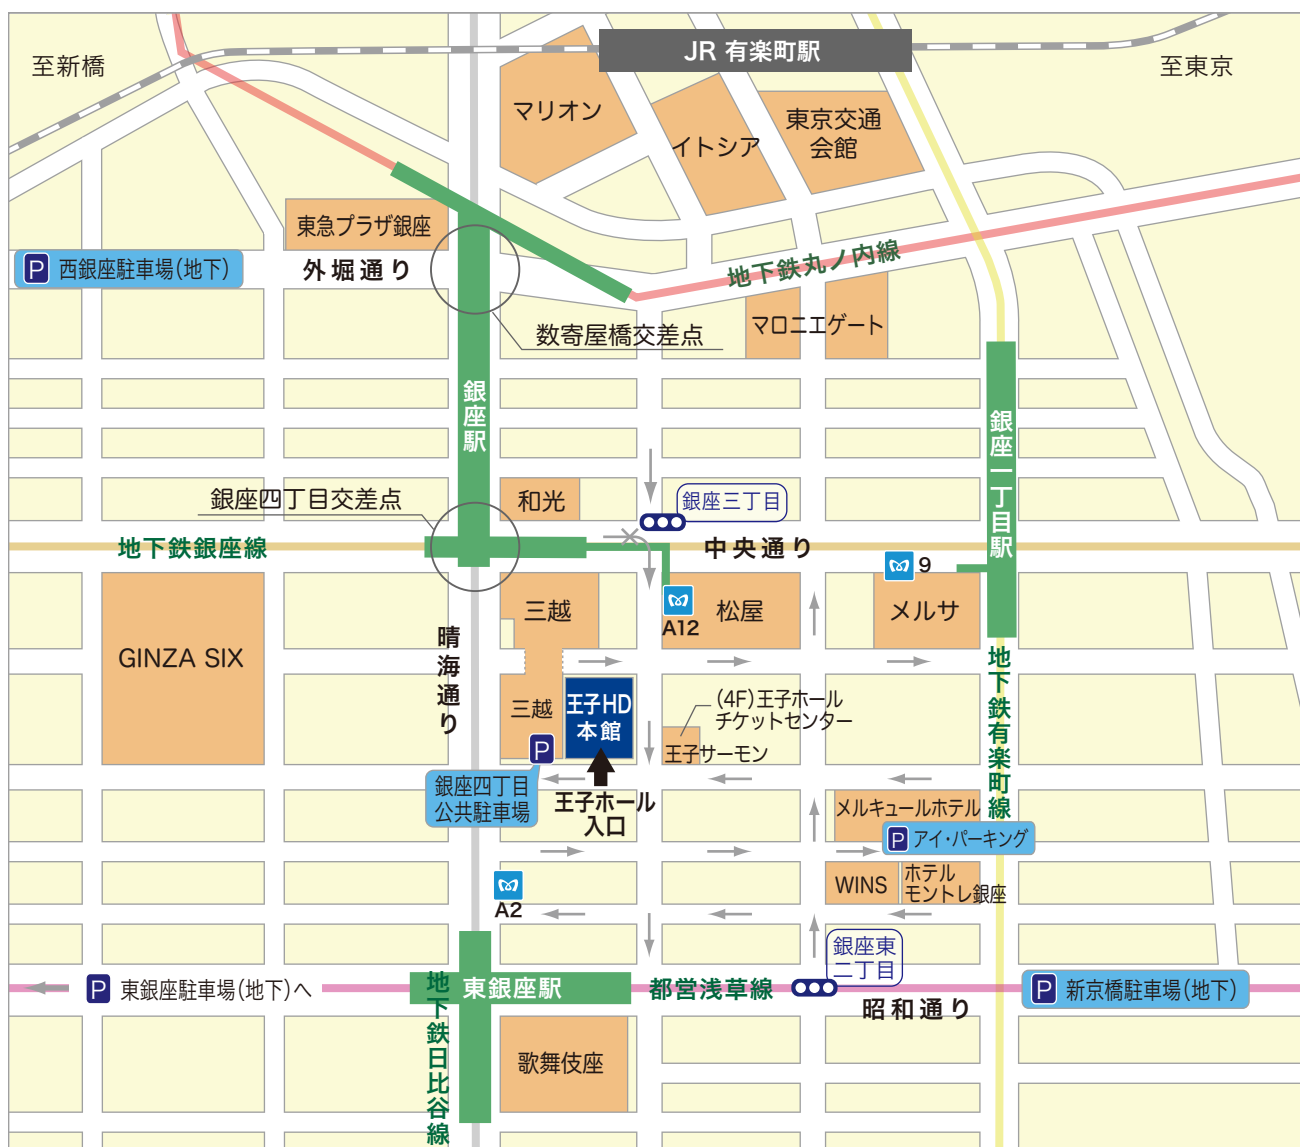 JR 有楽町駅
至新橋
至東京
マリオン
イトシア
東京交通
会館
東急プラザ銀座
P 西銀座駐車場(地下)
外堀通り
地下鉄丸ノ内線
数寄屋橋交差点
マロニエゲート
銀座駅
銀座一丁目駅
銀座四丁目交差点
和光
銀座三丁目
地下鉄銀座線
中央通り
9
A12
三越
松屋
メルサ
GINZA SIX
晴海通り
地下鉄有楽町線
三越
王子HD
本館
(4F)王子ホール
チケットセンター
王子サーモン
P
銀座四丁目
公共駐車場
王子ホール
入口
メルキュールホテル
P アイ・パーキング
WINS
ホテル
モントレ銀座
A2
銀座東
二丁目
P 東銀座駐車場(地下)へ
東銀座駅
都営浅草線
昭和通り
P 新京橋駐車場(地下)
地下鉄日比谷線
歌舞伎座